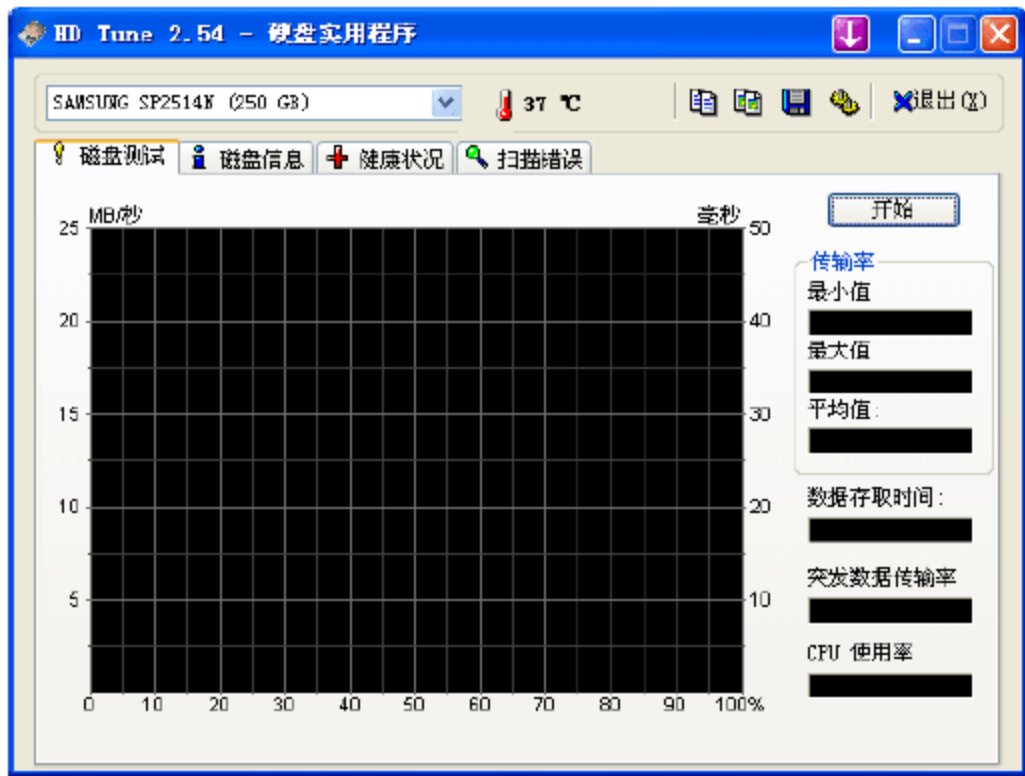 HD Tune 2.54 - 硬盘实用程序
SAMSUNG SP2514N (250 GB) 37 ℃ 退出(X)
磁盘测试 磁盘信息 健康状况 扫描错误
MB/秒 毫秒 开始
25 50
传输率
最小值
20 40
最大值
15 30 平均值:
数据存取时间:
10 20
突发数据传输率
5 10
CPU 使用率
0 10 20 30 40 50 60 70 80 90 100%